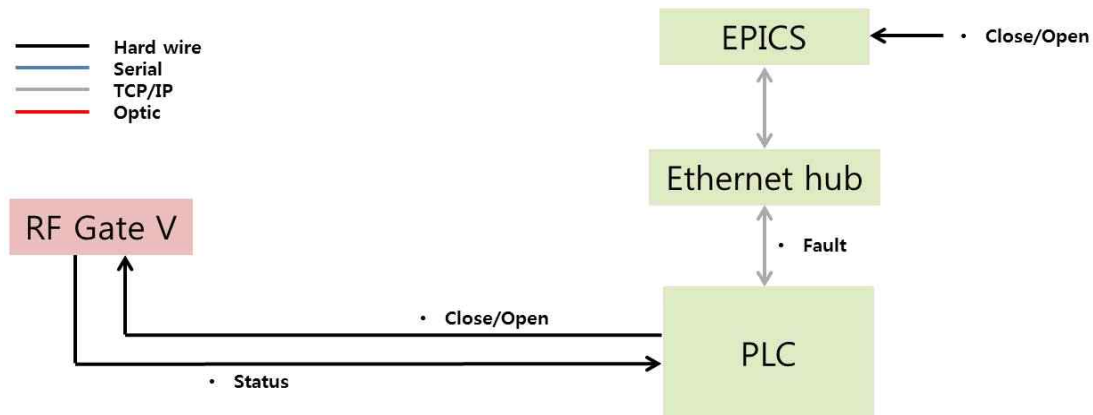 EPICS
• Close/Open
Hard wire
Serial
TCP/IP
Optic
Ethernet hub
RF Gate V
• Fault
• Close/Open
PLC
• Status